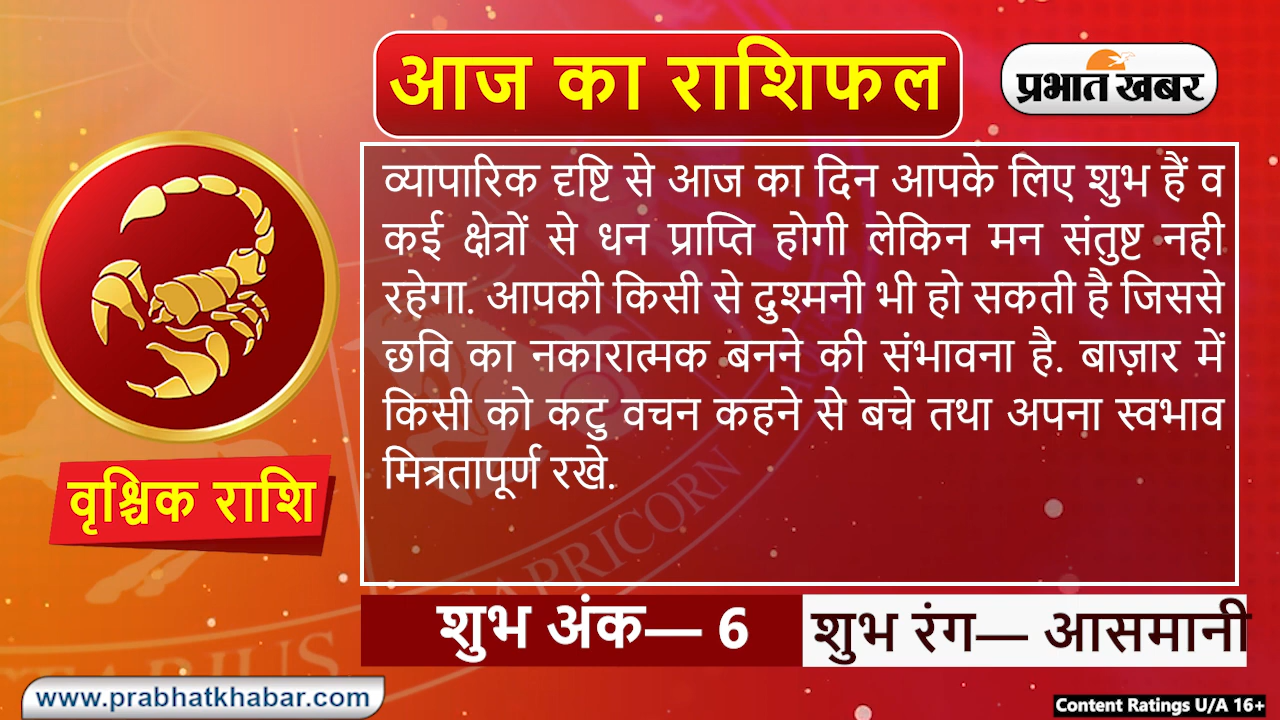 आज का राशिफल
प्रभात खबर
व्यापारिक दृष्टि से आज का दिन आपके लिए शुभ हैं व
कई क्षेत्रों से धन प्राप्ति होगी लेकिन मन संतुष्ट नही
रहेगा. आपकी किसी से दुश्मनी भी हो सकती है जिससे
छवि का नकारात्मक बनने की संभावना है. बाज़ार में
किसी को कटु वचन कहने से बचे तथा अपना स्वभाव
मित्रतापूर्ण रखे.
वृश्चिक राशि
CAPRICORN
शुभ अंक— 6
शुभ रंग— आसमानी
www.prabhatkhabar.com
Content Ratings U/A 16+